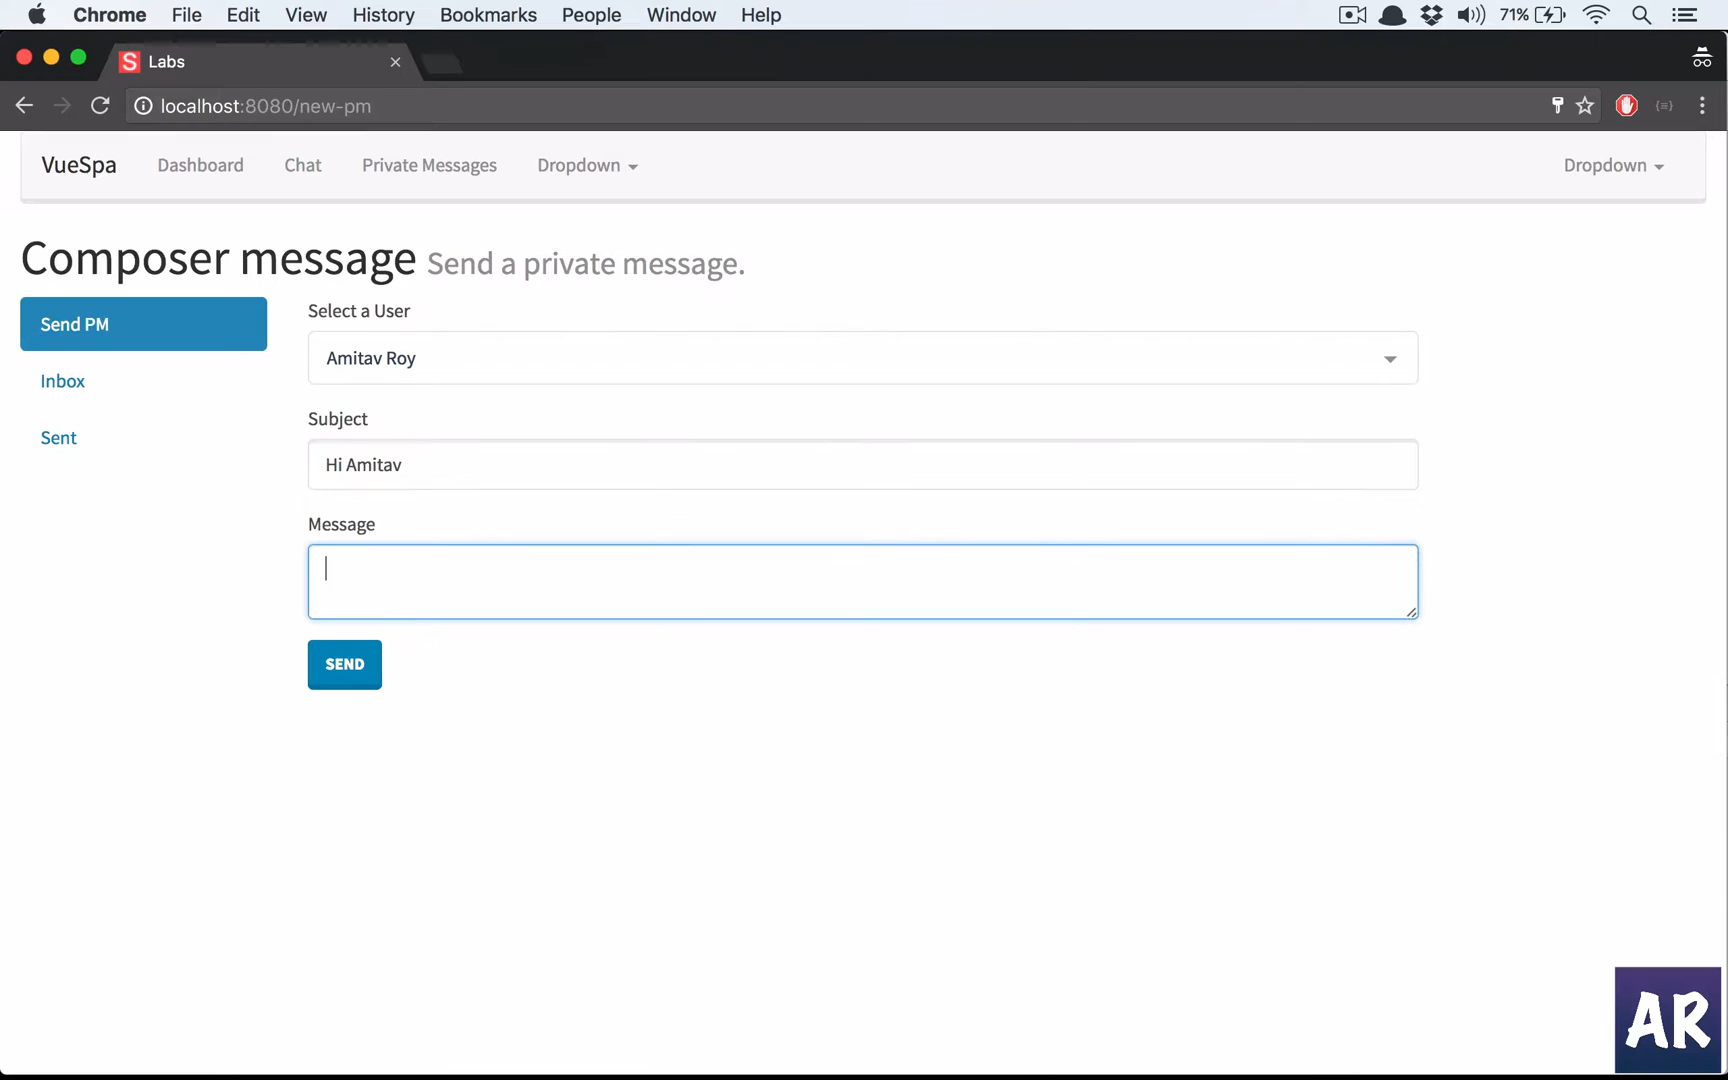 Chrome File Edit View History Bookmarks People Window Help 71%
S Labs
localhost:8080/new-pm
VueSpa Dashboard Chat Private Messages Dropdown Dropdown
Composer message Send a private message.
Send PM
Inbox
Sent
Select a User
Amitav Roy
Subject
Hi Amitav
Message
SEND
AR